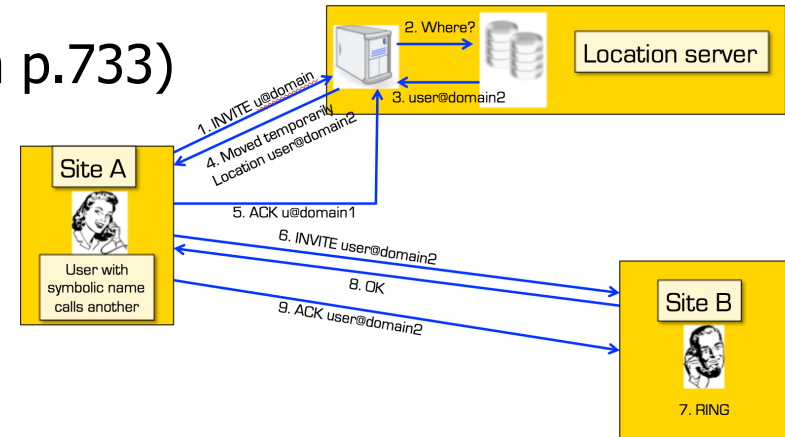 p.733)
2. Where?
Location server
3. user@domain2
1. INVITE u@domain
4. Moved temporarily
Location user@domain2
Site A
User with
symbolic name
calls another
5. ACK u@domain1
6. INVITE user@domain2
8. OK
9. ACK user@domain2
Site B
7. RING